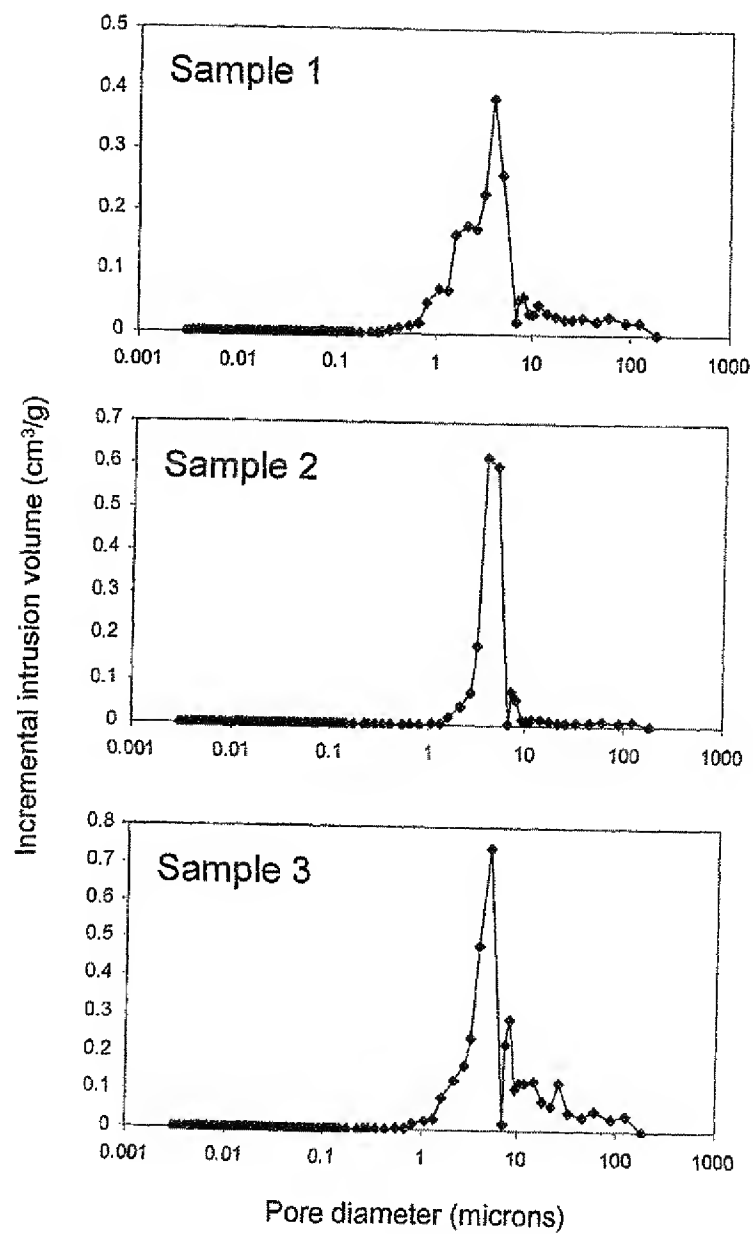 Incremental intrusion volume (cm³/g)
0.5
0.4
0.3
0.2
0.1
0
Sample 1
0.001 0.01 0.1 1 10 100 1000
0.7
0.6
0.5
0.4
0.3
0.2
0.1
0
Sample 2
0.001 0.01 0.1 1 10 100 1000
0.8
0.7
0.6
0.5
0.4
0.3
0.2
0.1
0
Sample 3
0.001 0.01 0.1 1 10 100 1000
Pore diameter (microns)